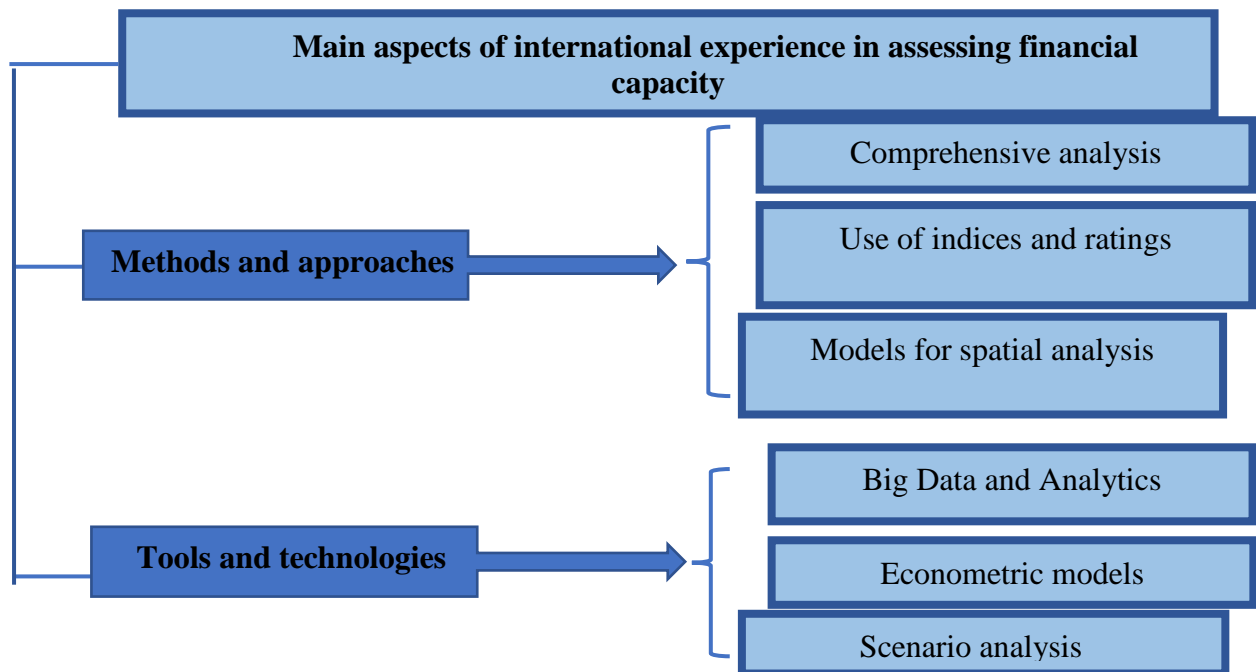 Main aspects of international experience in assessing financial
capacity
Methods and approaches
Comprehensive analysis
Use of indices and ratings
Models for spatial analysis
Tools and technologies
Big Data and Analytics
Econometric models
Scenario analysis